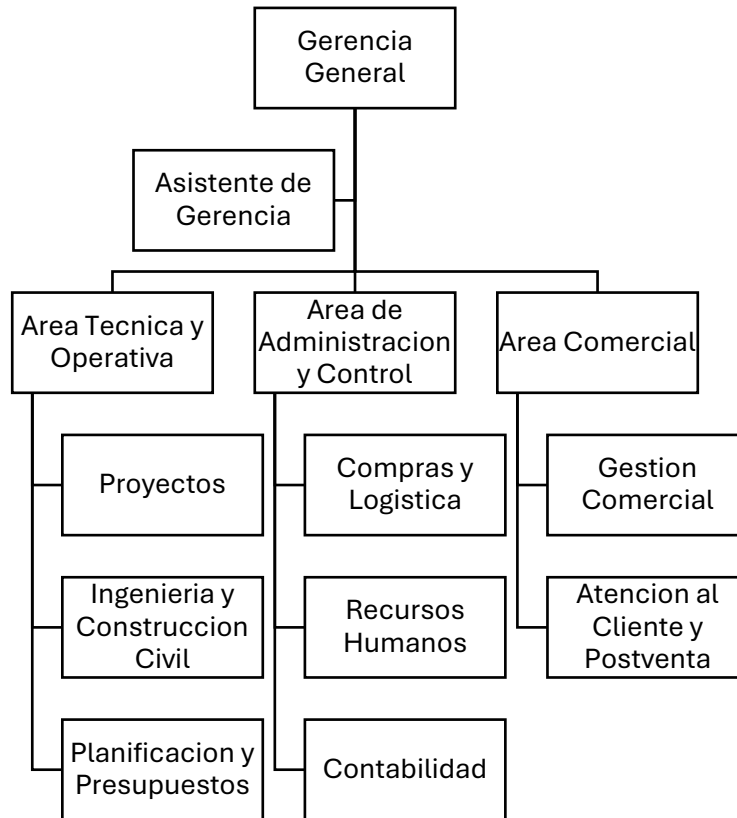 Gerencia
General
Asistente de
Gerencia
Area Tecnica y
Operativa
Area de
Administracion
y Control
Area Comercial
Proyectos
Compras y
Logistica
Gestion
Comercial
Ingenieria y
Construccion
Civil
Recursos
Humanos
Atencion al
Cliente y
Postventa
Planificacion y
Presupuestos
Contabilidad